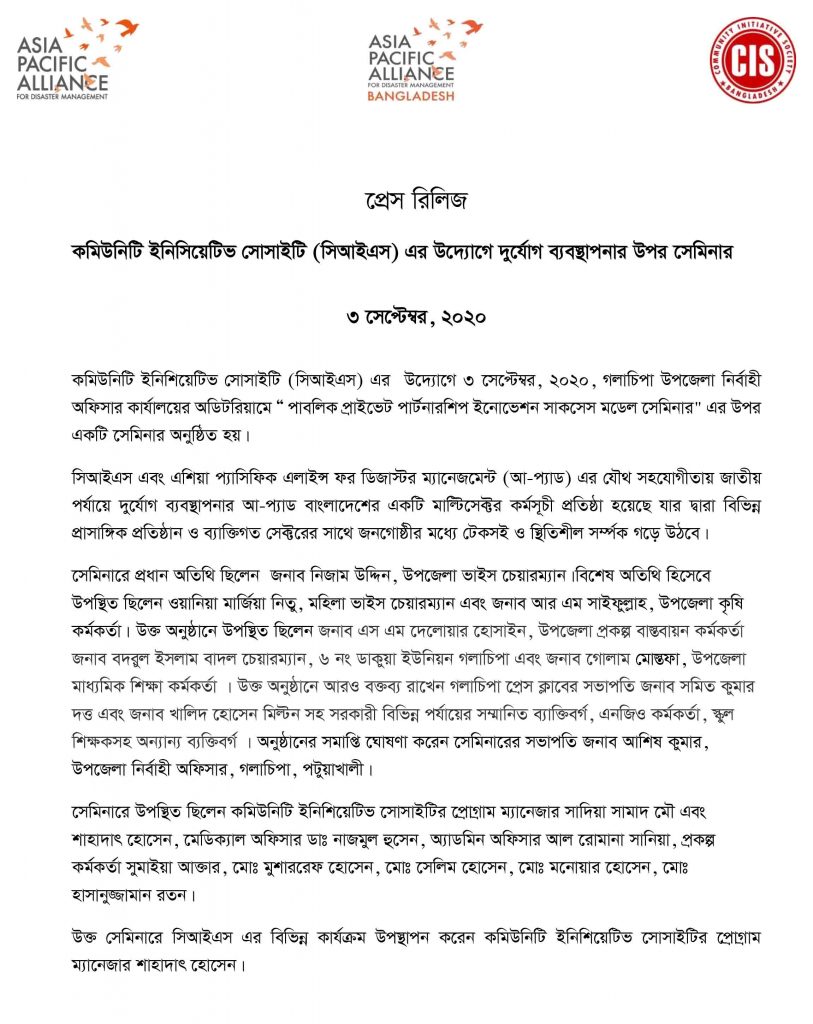 ASIA
PACIFIC
ALLIANCE
FOR DISASTER MANAGEMENT
ASIA
PACIFIC
ALLIANCE
FOR DISASTER MANAGEMENT
BANGLADESH
COMMUNITY INITIATIVE SOCIETY
CIS
BANGLADESH
প্রেস রিলিজ
কমিউনিটি ইনিসিয়েটিভ সোসাইটি (সিআইএস) এর উদ্যোগে দুর্যোগ ব্যবস্থাপনার উপর সেমিনার
৩ সেপ্টেম্বর, ২০২০
কমিউনিটি ইনিশিয়েটিভ সোসাইটি (সিআইএস) এর উদ্যোগে ৩ সেপ্টেম্বর, ২০২০, গলাচিপা উপজেলা নির্বাহী
অফিসার কার্যালয়ের অডিটরিয়ামে “ পাবলিক প্রাইভেট পার্টনারশিপ ইনোভেশন সাকসেস মডেল সেমিনার" এর উপর
একটি সেমিনার অনুষ্ঠিত হয়।
সিআইএস এবং এশিয়া প্যাসিফিক এলাইন্স ফর ডিজাস্টর ম্যানেজমেন্ট (আ-প্যাড) এর যৌথ সহযোগীতায় জাতীয়
পর্যায়ে দুর্যোগ ব্যবস্থাপনার আ-প্যাড বাংলাদেশের একটি মাল্টিসেক্টর কর্মসূচী প্রতিষ্ঠা হয়েছে যার দ্বারা বিভিন্ন
প্রাসাঙ্গিক প্রতিষ্ঠান ও ব্যাক্তিগত সেক্টরের সাথে জনগোষ্ঠীর মধ্যে টেকসই ও স্থিতিশীল সর্ম্পক গড়ে উঠবে।
সেমিনারে প্রধান অতিথি ছিলেন জনাব নিজাম উদ্দিন, উপজেলা ভাইস চেয়ারম্যান।বিশেষ অতিথি হিসেবে
উপস্থিত ছিলেন ওয়ানিয়া মার্জিয়া নিতু, মহিলা ভাইস চেয়ারম্যান এবং জনাব আর এম সাইফুল্লাহ, উপজেলা কৃষি
কর্মকর্তা। উক্ত অনুষ্ঠানে উপস্থিত ছিলেন জনাব এস এম দেলোয়ার হোসাইন, উপজেলা প্রকল্প বাস্তবায়ন কর্মকর্তা
জনাব বদরুল ইসলাম বাদল চেয়ারম্যান, ৬ নং ডাকুয়া ইউনিয়ন গলাচিপা এবং জনাব গোলাম মোস্তফা, উপজেলা
মাধ্যমিক শিক্ষা কর্মকর্তা । উক্ত অনুষ্ঠানে আরও বক্তব্য রাখেন গলাচিপা প্রেস ক্লাবের সভাপতি জনাব সমিত কুমার
দত্ত এবং জনাব খালিদ হোসেন মিল্টন সহ সরকারী বিভিন্ন পর্যায়ের সম্মানিত ব্যাক্তিবর্গ, এনজিও কর্মকর্তা, স্কুল
শিক্ষকসহ অন্যান্য ব্যক্তিবর্গ । অনুষ্ঠানের সমাপ্তি ঘোষণা করেন সেমিনারের সভাপতি জনাব আশিষ কুমার,
উপজেলা নির্বাহী অফিসার, গলাচিপা, পটুয়াখালী।
সেমিনারে উপস্থিত ছিলেন কমিউনিটি ইনিশিয়েটিভ সোসাইটির প্রোগ্রাম ম্যানেজার সাদিয়া সামাদ মৌ এবং
শাহাদাৎ হোসেন, মেডিক্যাল অফিসার ডাঃ নাজমুল হুসেন, অ্যাডমিন অফিসার আল রোমানা সানিয়া, প্রকল্প
কর্মকর্তা সুমাইয়া আক্তার, মোঃ মুশাররেফ হোসেন, মোঃ সেলিম হোসেন, মোঃ মনোয়ার হোসেন, মোঃ
হাসানুজ্জামান রতন।
উক্ত সেমিনারে সিআইএস এর বিভিন্ন কার্যক্রম উপস্থাপন করেন কমিউনিটি ইনিশিয়েটিভ সোসাইটির প্রোগ্রাম
ম্যানেজার শাহাদাৎ হোসেন।